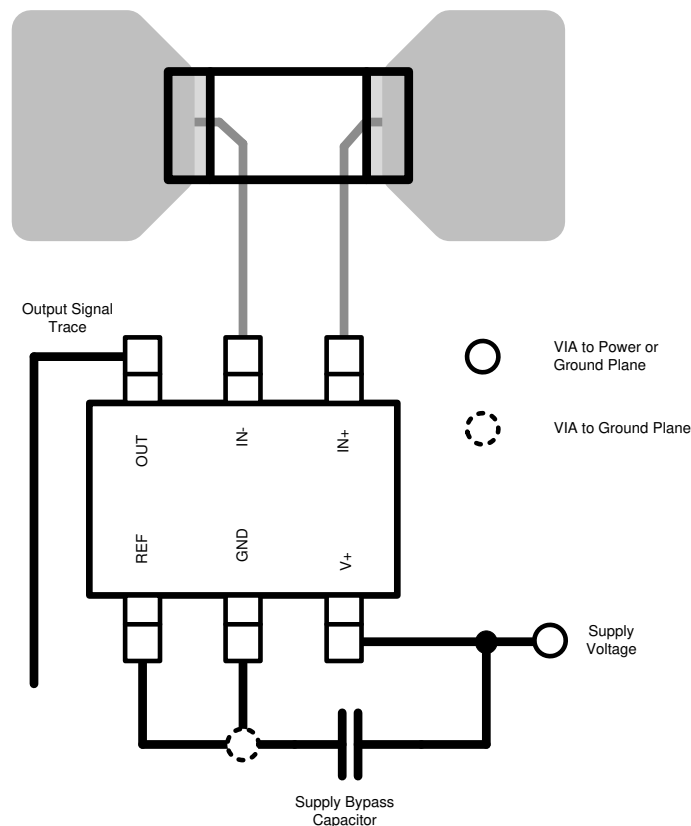 Output Signal
Trace
VIA to Power or
Ground Plane
VIA to Ground Plane
OUT
IN-
IN+
REF
GND
V+
Supply
Voltage
Supply Bypass
Capacitor